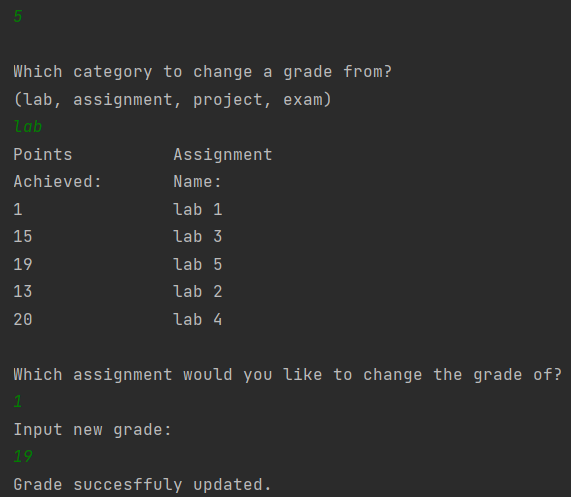 5
Which category to change a grade from?
(lab, assignment, project, exam)
lab
Points Assignment
Achieved: Name:
1 lab 1
15 lab 3
19 lab 5
13 lab 2
20 lab 4
Which assignment would you like to change the grade of?
1
Input new grade:
19
Grade succesffuly updated.